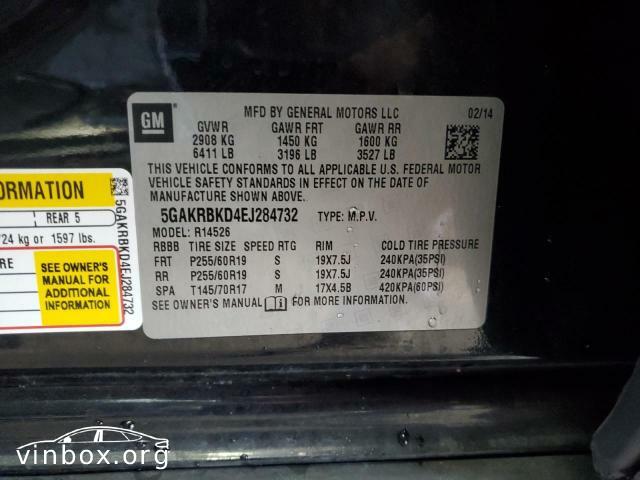 MFD BY GENERAL MOTORS LLC 02/14
GM
GVWR GAWR FRT GAWR RR
2908 KG 1450 KG 1600 KG
6411 LB 3196 LB 3527 LB
THIS VEHICLE CONFORMS TO ALL APPLICABLE U.S. FEDERAL MOTOR
VEHICLE SAFETY STANDARDS IN EFFECT ON THE DATE OF
MANUFACTURE SHOWN ABOVE.
5GAKRBKD4EJ284732 TYPE: M.P.V.
MODEL: R14526
RBBB TIRE SIZE SPEED RTG RIM COLD TIRE PRESSURE
FRT P255/60R19 S 19X7.5J 240KPA(35PSI)
RR P255/60R19 S 19X7.5J 240KPA(35PSI)
SPA T145/70R17 M 17X4.5B 420KPA(60PSI)
SEE OWNER'S MANUAL FOR MORE INFORMATION
ORMATION
REAR 5
724 kg or 1597 lbs.
SEE OWNER'S
MANUAL FOR
ADDITIONAL
INFORMATION
5GAKRBKD4EJ284732
vinbox.org